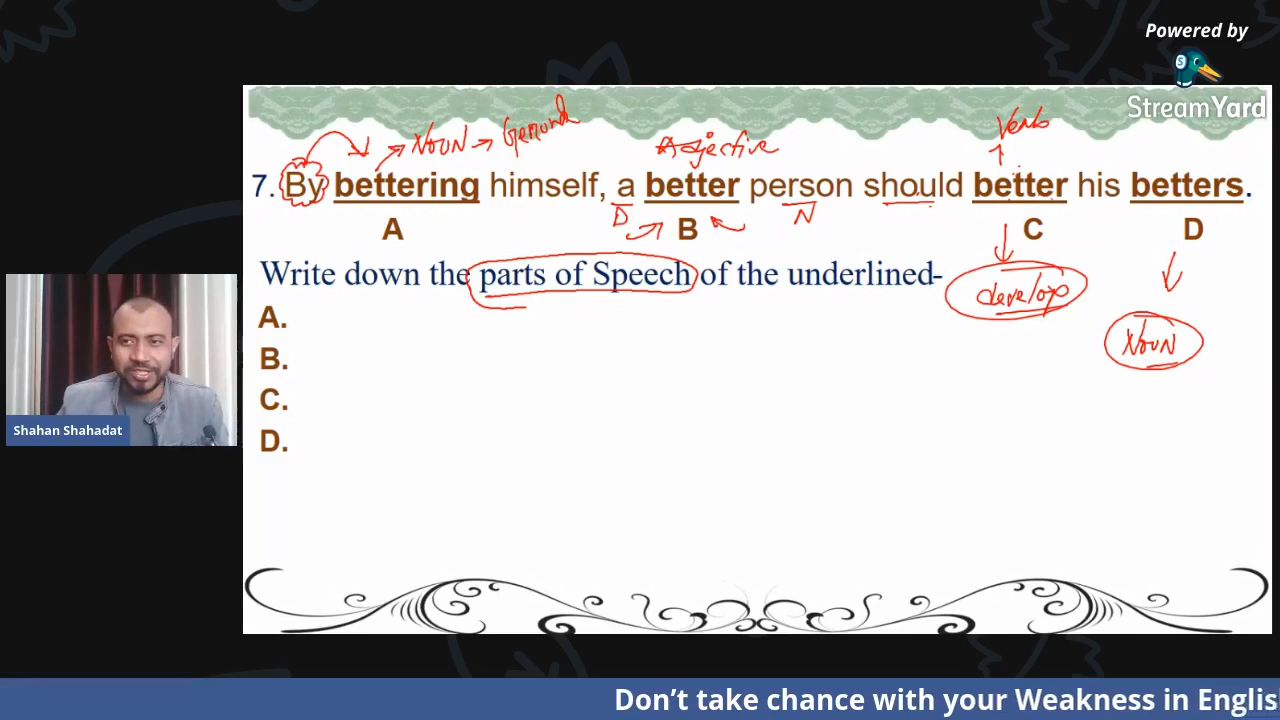 Powered by
StreamYard
Noun → Gerund
Adjective
Verb
7. By bettering himself, a better person should better his betters.
D
N
A
B
C
D
Write down the parts of Speech of the underlined-
develop
A.
Noun
B.
C.
D.
Shahan Shahadat
Don’t take chance with your Weakness in Englis